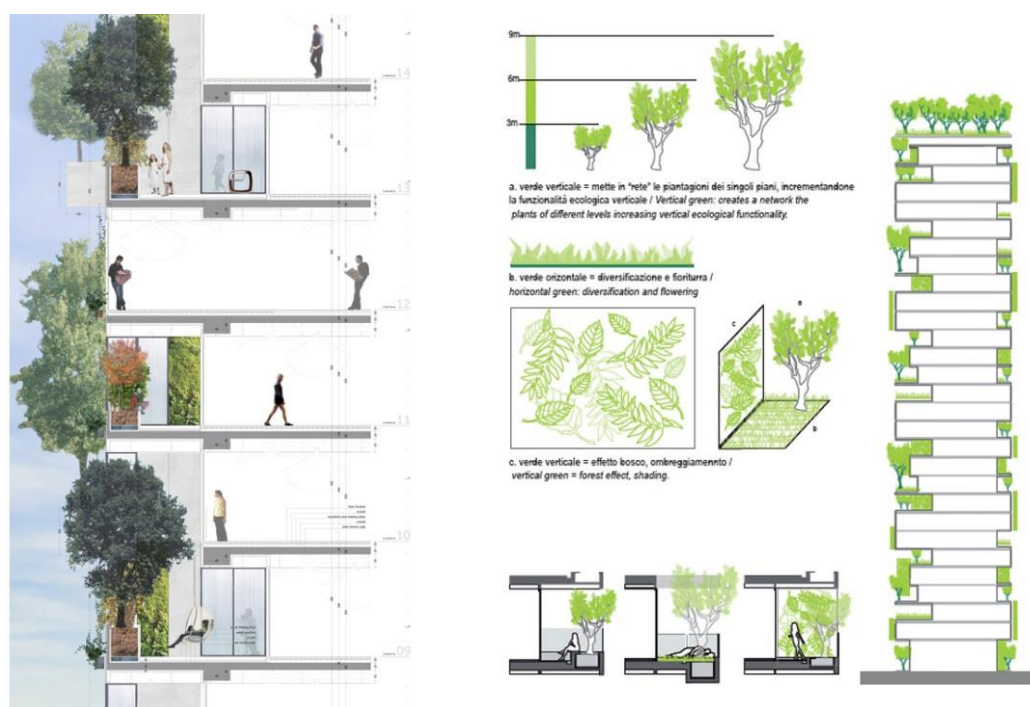 14
13
12
11
10
09
9m
6m
3m
a. verde verticale = mette in "rete" le piantagioni dei singoli piani, incrementandone
la funzionalità ecologica verticale / Vertical green: creates a network the
plants of different levels increasing vertical ecological functionality.
b. verde orizontale = diversificazione e fioriturra /
horizontal green: diversification and flowering
a
c
b
c. verde verticale = effetto bosco, ombreggiamennto /
vertical green = forest effect, shading.